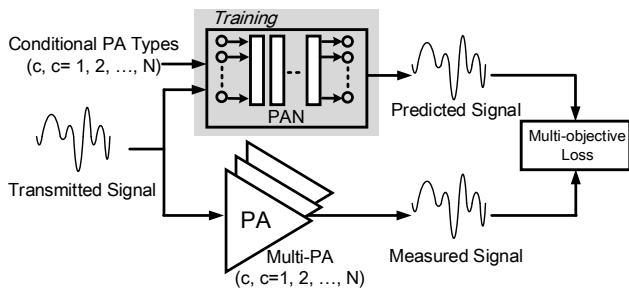 Training
Conditional PA Types
(c, c= 1, 2, ..., N)
PAN
Predicted Signal
Multi-objective
Loss
Transmitted Signal
PA
Multi-PA
(c, c=1, 2, ..., N)
Measured Signal